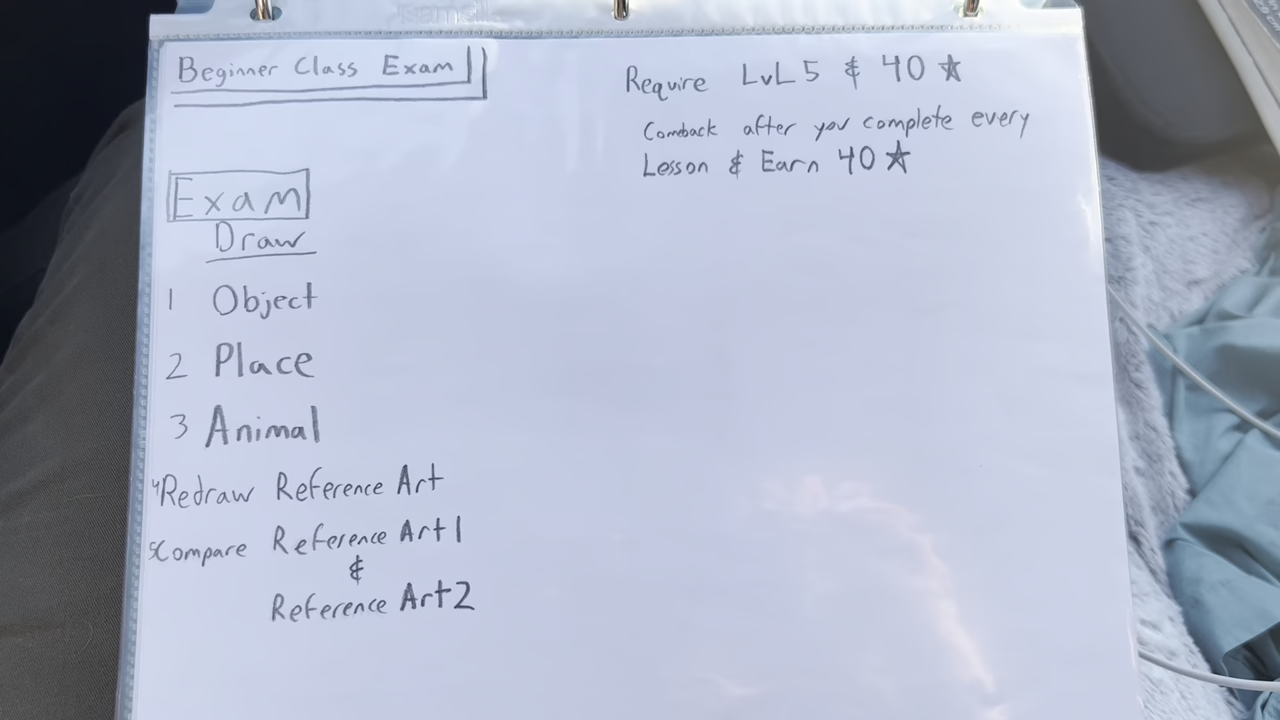 Beginner Class Exam
Require LvL 5 & 40 ★
Comeback after you complete every
Lesson & Earn 40 ★
Exam
Draw
1 Object
2 Place
3 Animal
4 Redraw Reference Art
5 Compare Reference Art 1
&
Reference Art 2